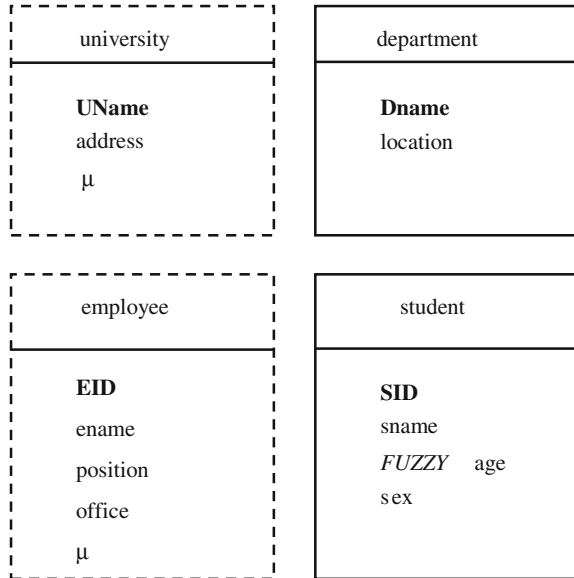 university
UName
address
μ
department
Dname
location
employee
EID
ename
position
office
μ
student
SID
sname
FUZZY age
sex